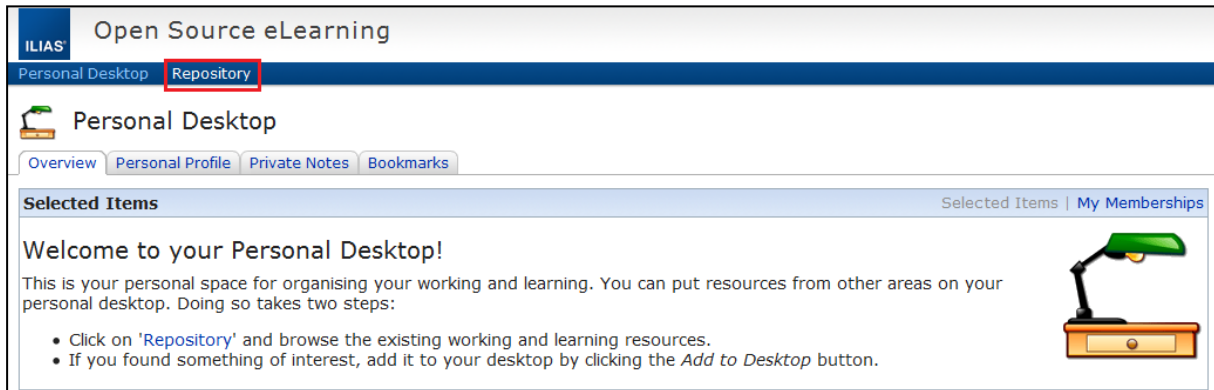 ILIAS® Open Source eLearning
Personal Desktop Repository
Personal Desktop
Overview Personal Profile Private Notes Bookmarks
Selected Items Selected Items | My Memberships
Welcome to your Personal Desktop!
This is your personal space for organising your working and learning. You can put resources from other areas on your
personal desktop. Doing so takes two steps:
• Click on 'Repository' and browse the existing working and learning resources.
• If you found something of interest, add it to your desktop by clicking the Add to Desktop button.